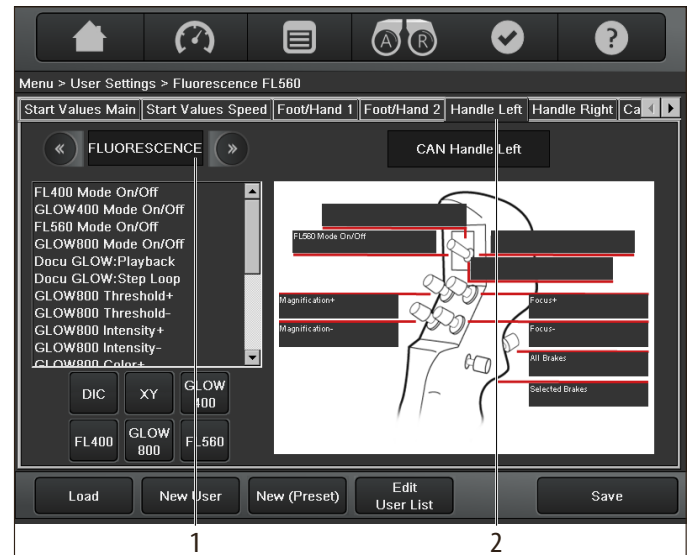 A R ?
Menu > User Settings > Fluorescence FL560
Start Values Main Start Values Speed Foot/Hand 1 Foot/Hand 2 Handle Left Handle Right Ca
« FLUORESCENCE »
CAN Handle Left
FL400 Mode On/Off
GLOW400 Mode On/Off
FL560 Mode On/Off
GLOW800 Mode On/Off
Docu GLOW:Playback
Docu GLOW:Step Loop
GLOW800 Threshold+
GLOW800 Threshold-
GLOW800 Intensity+
GLOW800 Intensity-
GLOW800 Color+
FL560 Mode On/Off
Magnification+
Magnification-
Focus+
Focus-
All Brakes
Selected Brakes
DIC
XY
GLOW
400
FL400
GLOW
800
FL560
Load
New User
New (Preset)
Edit
User List
Save
1
2